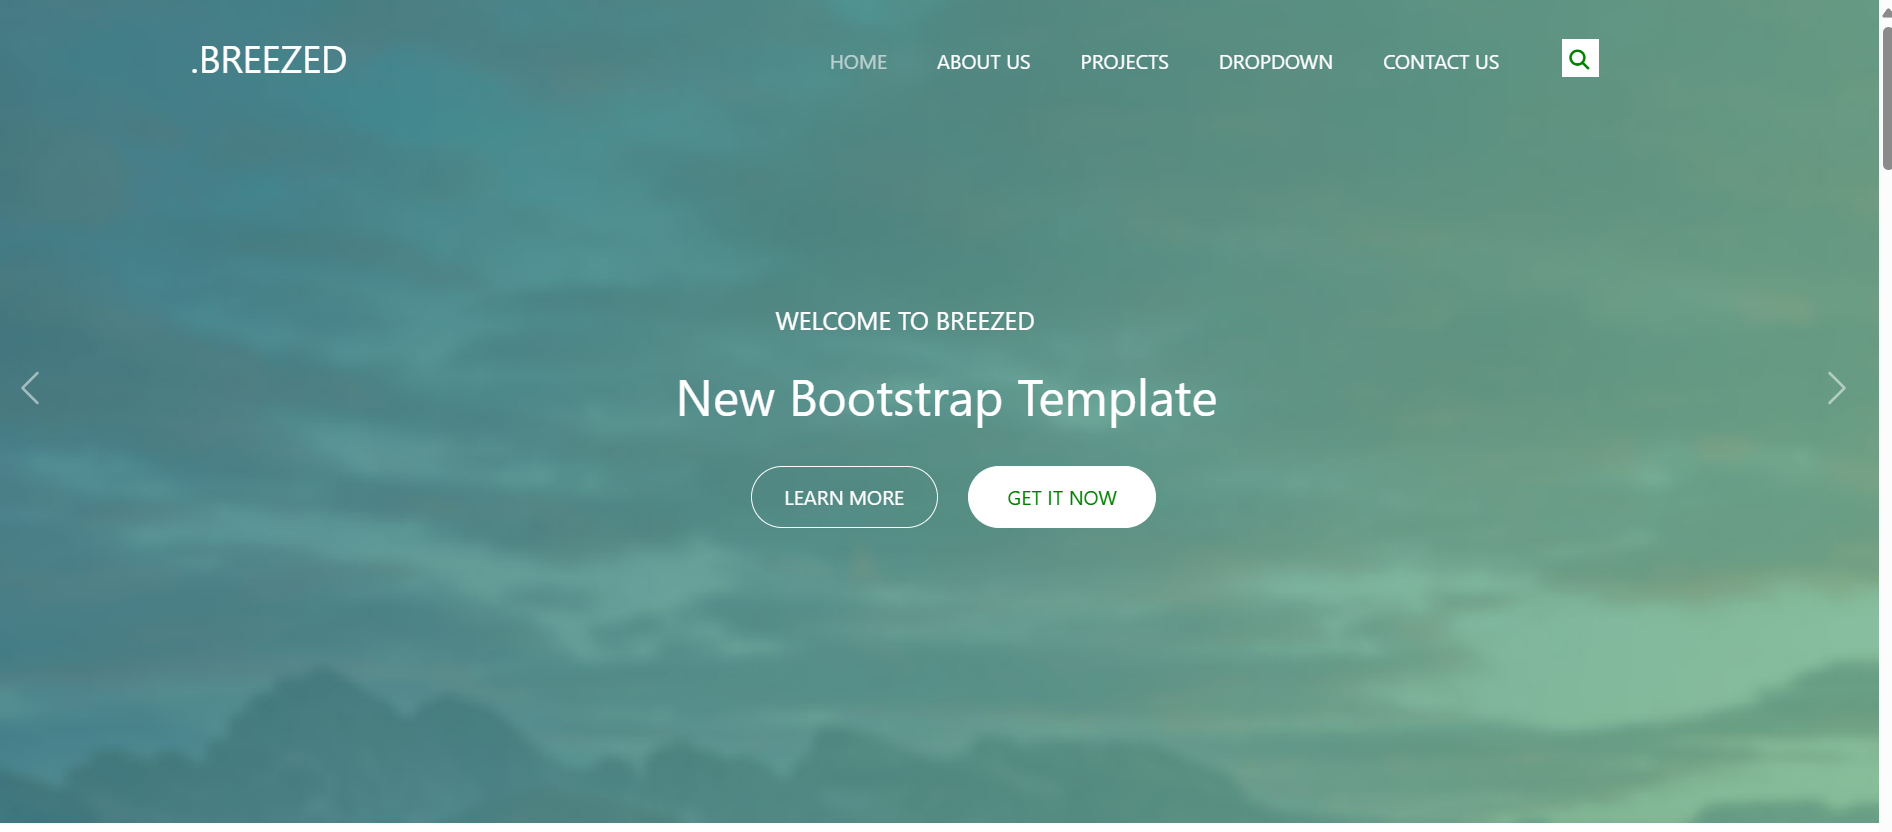 .BREEZED
HOME ABOUT US PROJECTS DROPDOWN CONTACT US
WELCOME TO BREEZED
New Bootstrap Template
LEARN MORE GET IT NOW